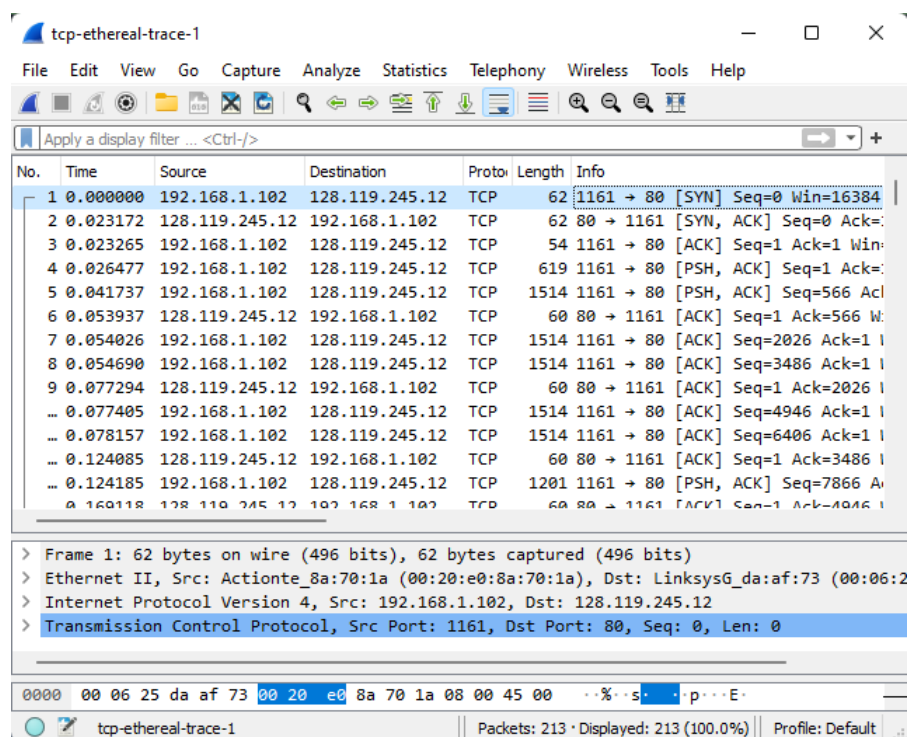 tcp-ethereal-trace-1
File Edit View Go Capture Analyze Statistics Telephony Wireless Tools Help
Apply a display filter ... <Ctrl-/>
No. Time Source Destination Length Info
1 0.000000 192.168.1.102 128.119.245.12 TCP 62 1161 → 80 [SYN] Seq=0 Win=16384
2 0.023172 128.119.245.12 192.168.1.102 TCP 62 80 → 1161 [SYN, ACK] Seq=0
3 0.023265 192.168.1.102 128.119.245.12 TCP 54 1161 → 80 [ACK] Seq=1 Ack=1
4 0.026477 192.168.1.102 128.119.245.12 TCP 619 1161 → 80 [PSH, ACK] Seq=1
5 0.041737 192.168.1.102 128.119.245.12 TCP 1514 1161 → 80 [PSH, ACK] Seq=566
6 0.053937 128.119.245.12 192.168.1.102 TCP 60 80 → 1161 [ACK] Seq=1 Ack=566
7 0.054026 192.168.1.102 128.119.245.12 TCP 1514 1161 → 80 [ACK] Seq=2026 Ack=1
8 0.054690 192.168.1.102 128.119.245.12 TCP 1514 1161 → 80 [ACK] Seq=3486 Ack=1
9 0.077294 128.119.245.12 192.168.1.102 TCP 60 80 → 1161 [ACK] Seq=1 Ack=2026
… 0.077405 192.168.1.102 128.119.245.12 TCP 1514 1161 → 80 [ACK] Seq=4946 Ack=1
… 0.078157 192.168.1.102 128.119.245.12 TCP 1514 1161 → 80 [ACK] Seq=6406 Ack=1
… 0.124085 128.119.245.12 192.168.1.102 TCP 60 80 → 1161 [ACK] Seq=1 Ack=3486
… 0.124185 192.168.1.102 128.119.245.12 TCP 1201 1161 → 80 [PSH, ACK] Seq=7866
0.169118 128.119.245.12 192.168.1.102 TCP 60 80 → 1161 [ACK] Seq=1 Ack=4946
> Frame 1: 62 bytes on wire (496 bits), 62 bytes captured (496 bits)
> Ethernet II, Src: Actionte_8a:70:1a (00:20:e0:8a:70:1a), Dst: LinksysG_da:af:73 (00:06:2
> Internet Protocol Version 4, Src: 192.168.1.102, Dst: 128.119.245.12
> Transmission Control Protocol, Src Port: 1161, Dst Port: 80, Seq: 0, Len: 0
0000 00 06 25 da af 73 00 20 e0 8a 70 1a 08 00 45 00 ··%··s· ··p···E·
tcp-ethereal-trace-1 Packets: 213 · Displayed: 213 (100.0%) Profile: Default